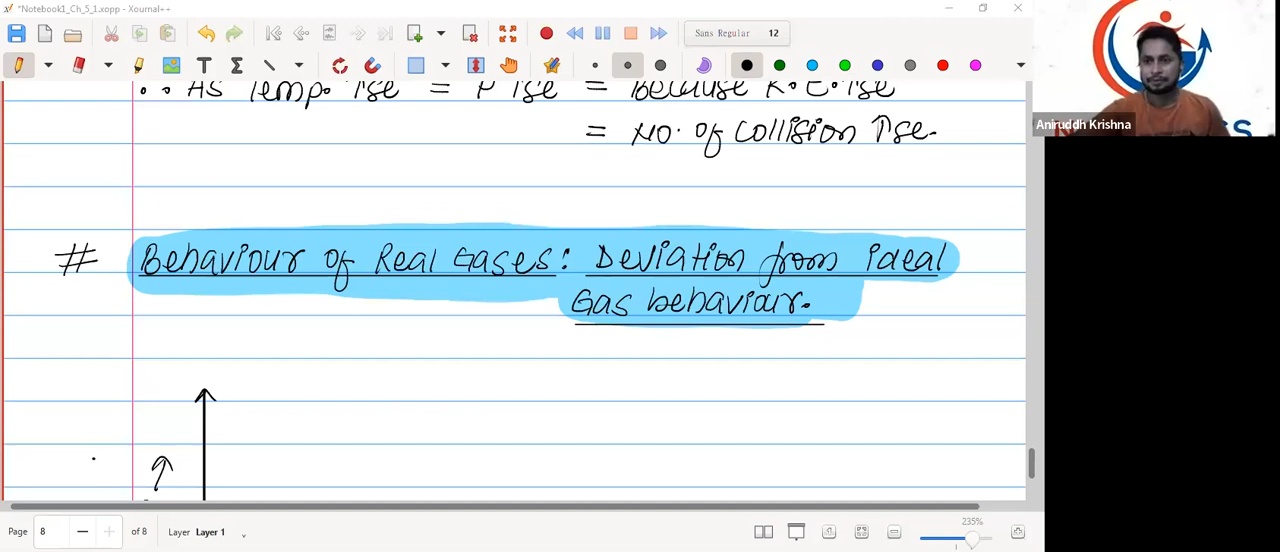 *Notebook1_Ch_5_1.xopp - Xournal++
Sans Regular 12
∴ As Temp. ↑se = P ↑se = Because K.E. ↑se
= No. of collision ↑se.
Aniruddh Krishna
# Behaviour of Real Gases: Deviation from ideal
Gas behaviour.
Page 8 of 8 Layer Layer 1 235%